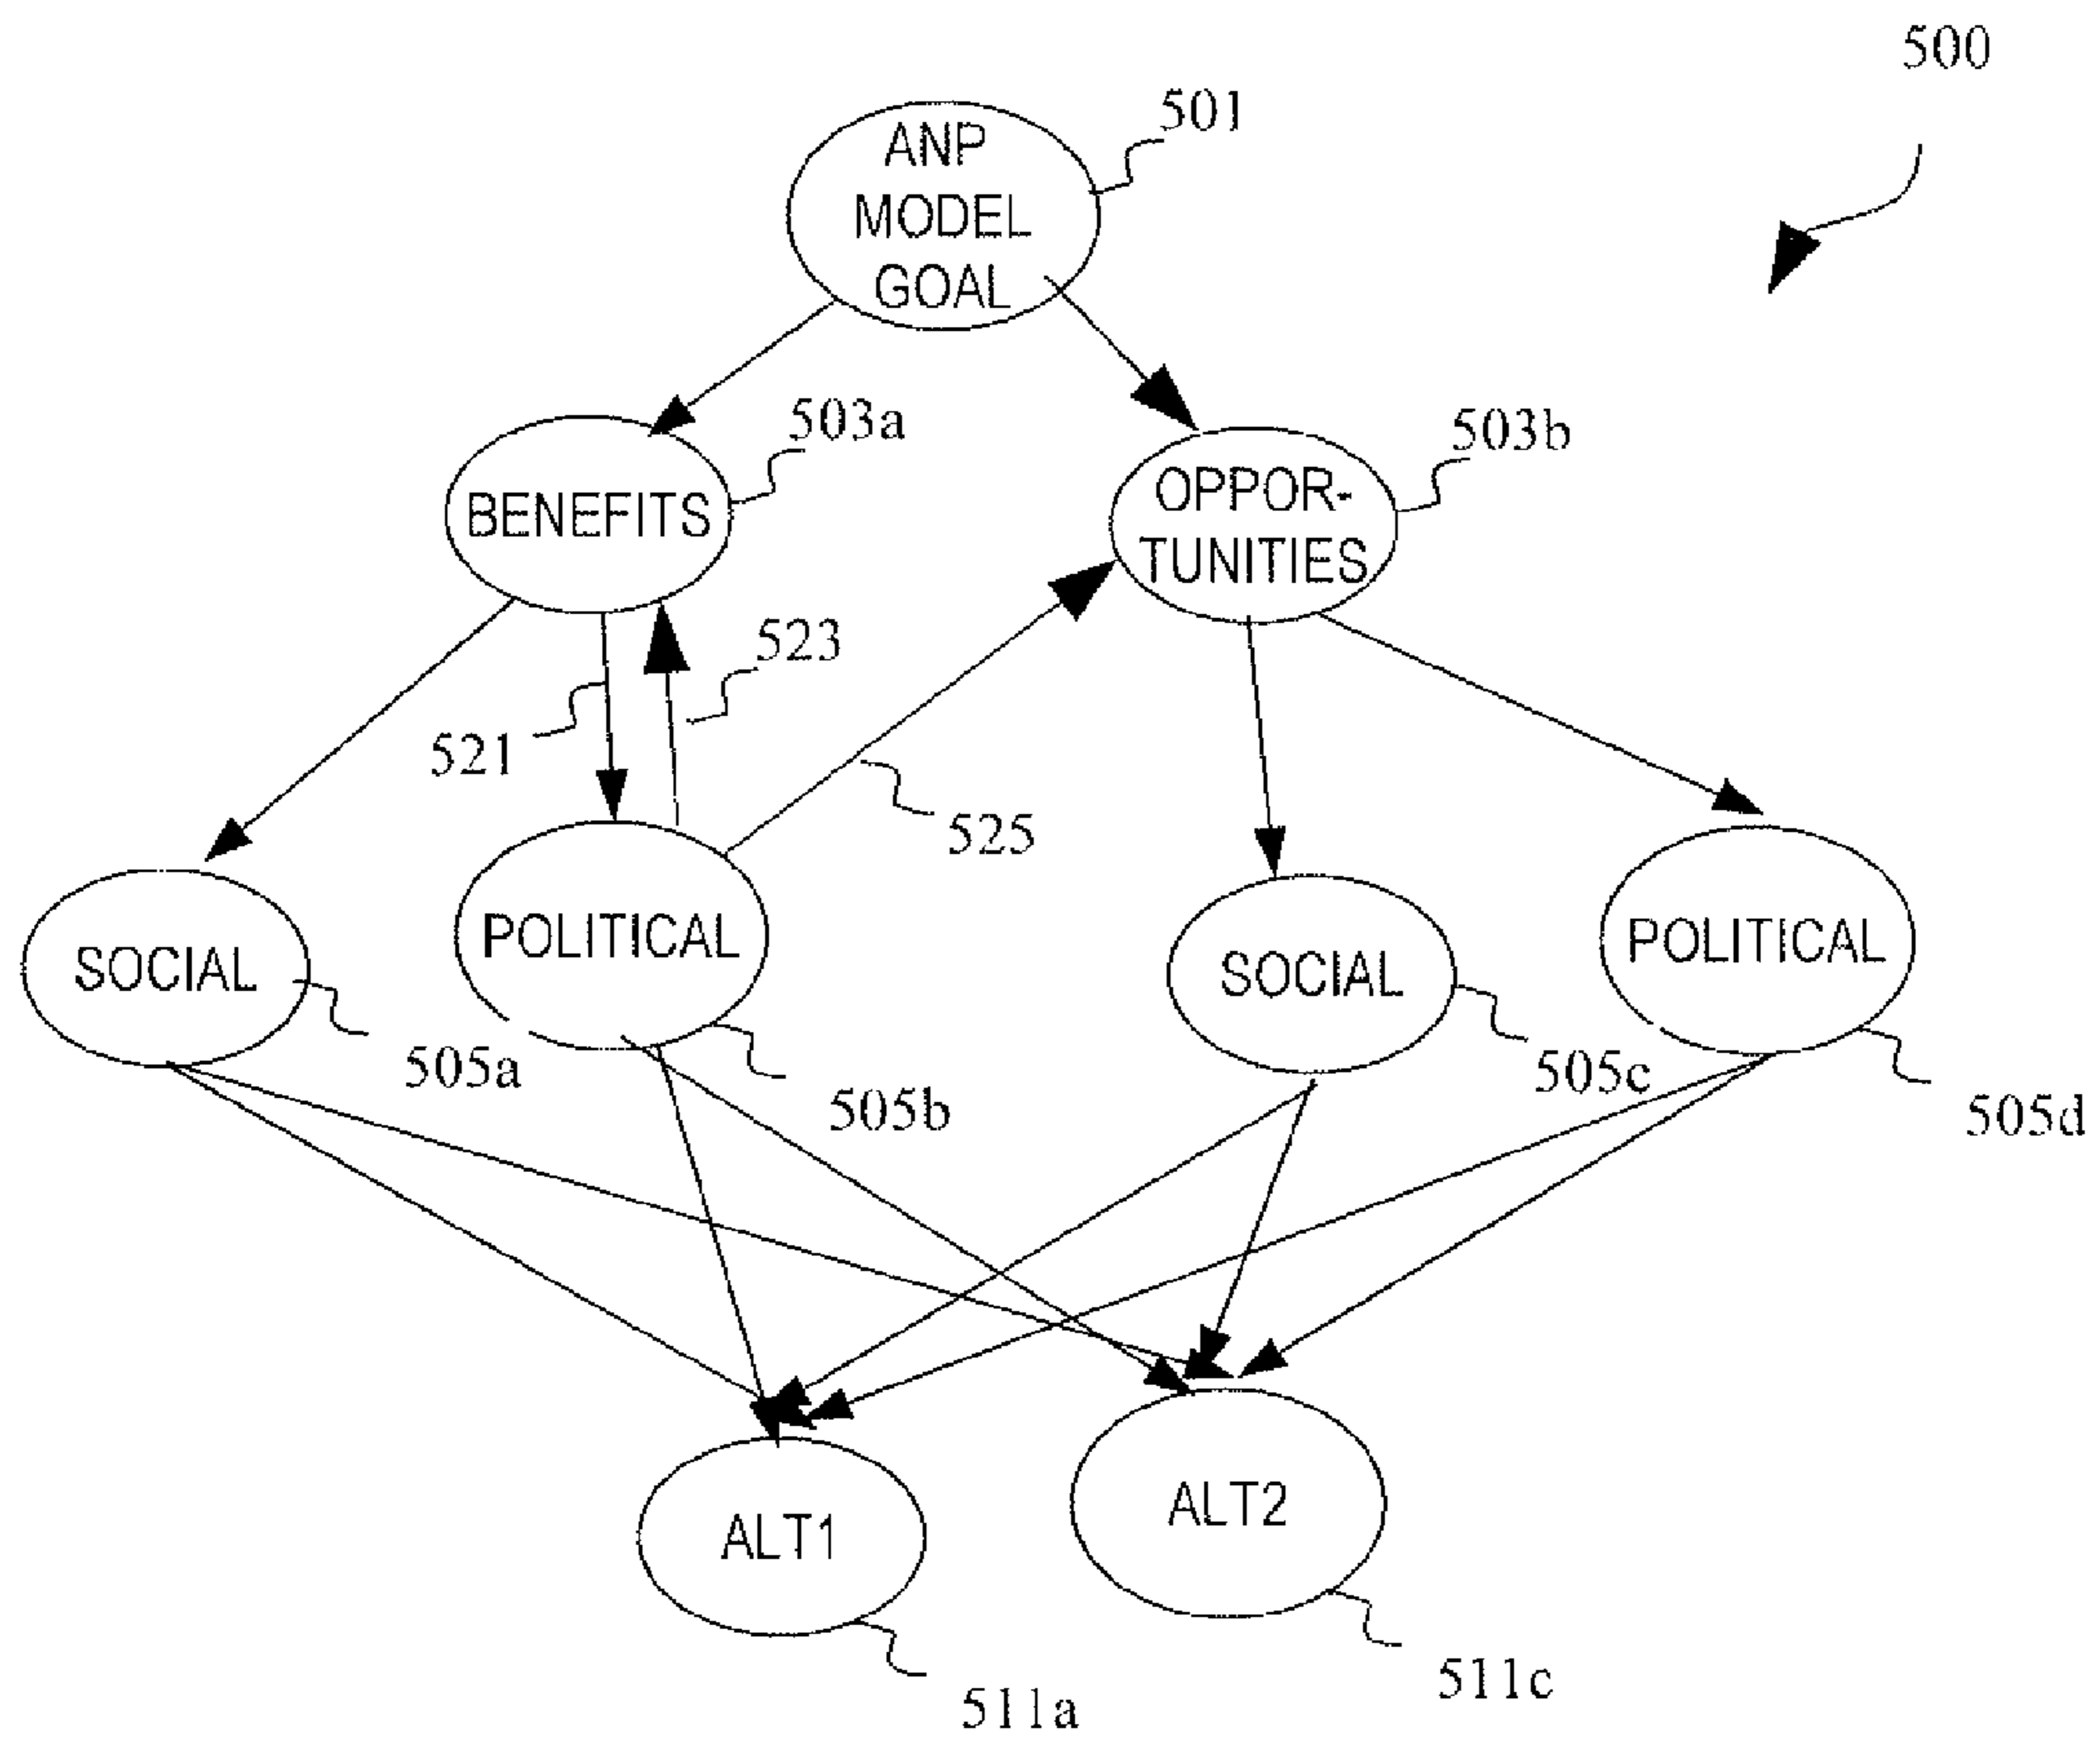 500
501
ANP
MODEL
GOAL
503a
503b
BENEFITS
OPPOR-
TUNITIES
523
521
525
SOCIAL
POLITICAL
SOCIAL
POLITICAL
505a
505b
505c
505d
ALT1
ALT2
511a
511c